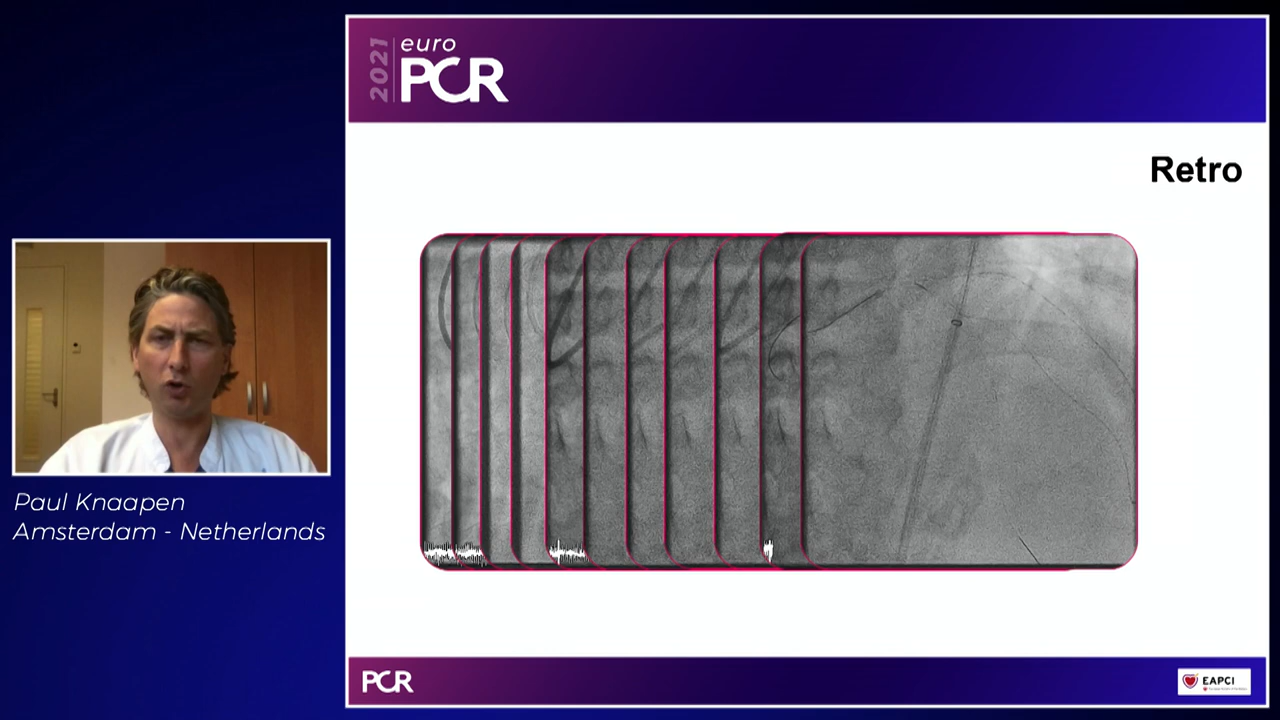 2021
euro
PCR
Retro
Paul Knaapen
Amsterdam - Netherlands
PCR
EAPCI